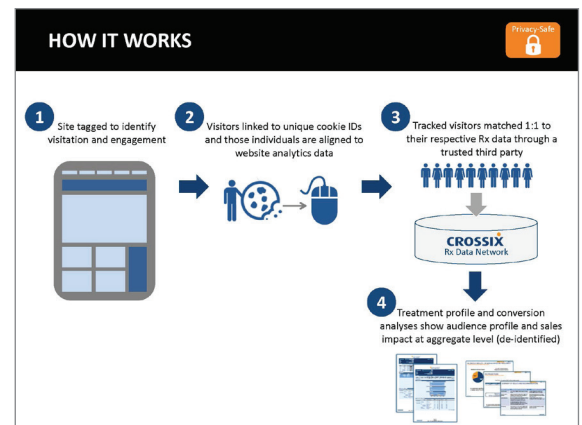 HOW IT WORKS
Privacy-Safe
1
Site tagged to identify
visitation and engagement
2
Visitors linked to unique cookie IDs
and those individuals are aligned to
website analytics data
3
Tracked visitors matched 1:1 to
their respective Rx data through a
trusted third party
CROSSIX
Rx Data Network
4
Treatment profile and conversion
analyses show audience profile and sales
impact at aggregate level (de-identified)